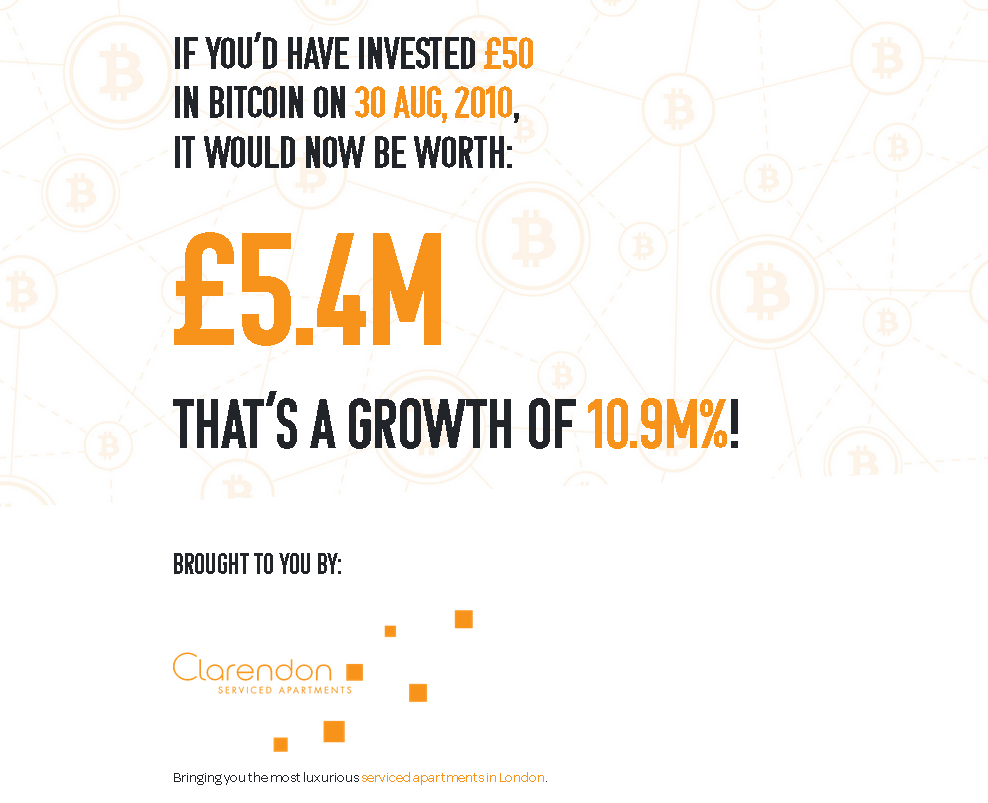 IF YOU'D HAVE INVESTED £50
IN BITCOIN ON 30 AUG, 2010,
IT WOULD NOW BE WORTH:
£5.4M
THAT'S A GROWTH OF 10.9M%!
BROUGHT TO YOU BY:
Clarendon
SERVICED APARTMENTS
Bringing you the most luxurious serviced apartments in London.